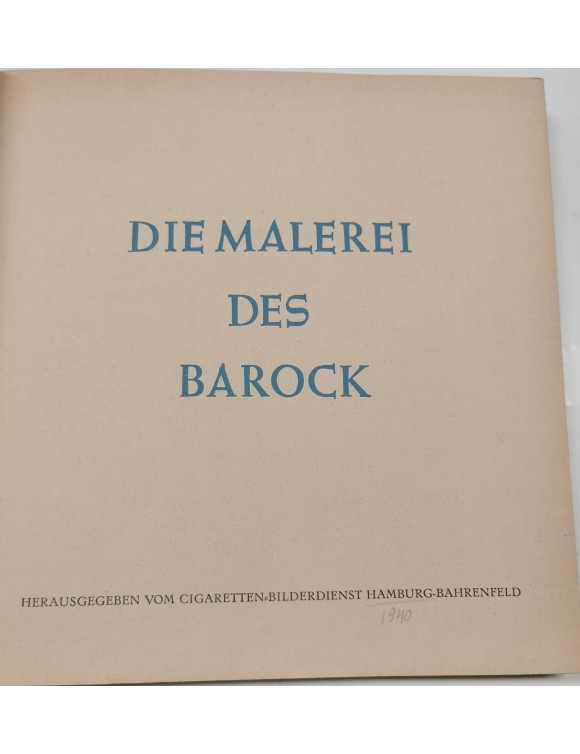 DIE MALEREI
DES
BAROCK
HERAUSGEGEBEN VOM CIGARETTEN-BILDERDIENST HAMBURG-BAHRENFELD
1940